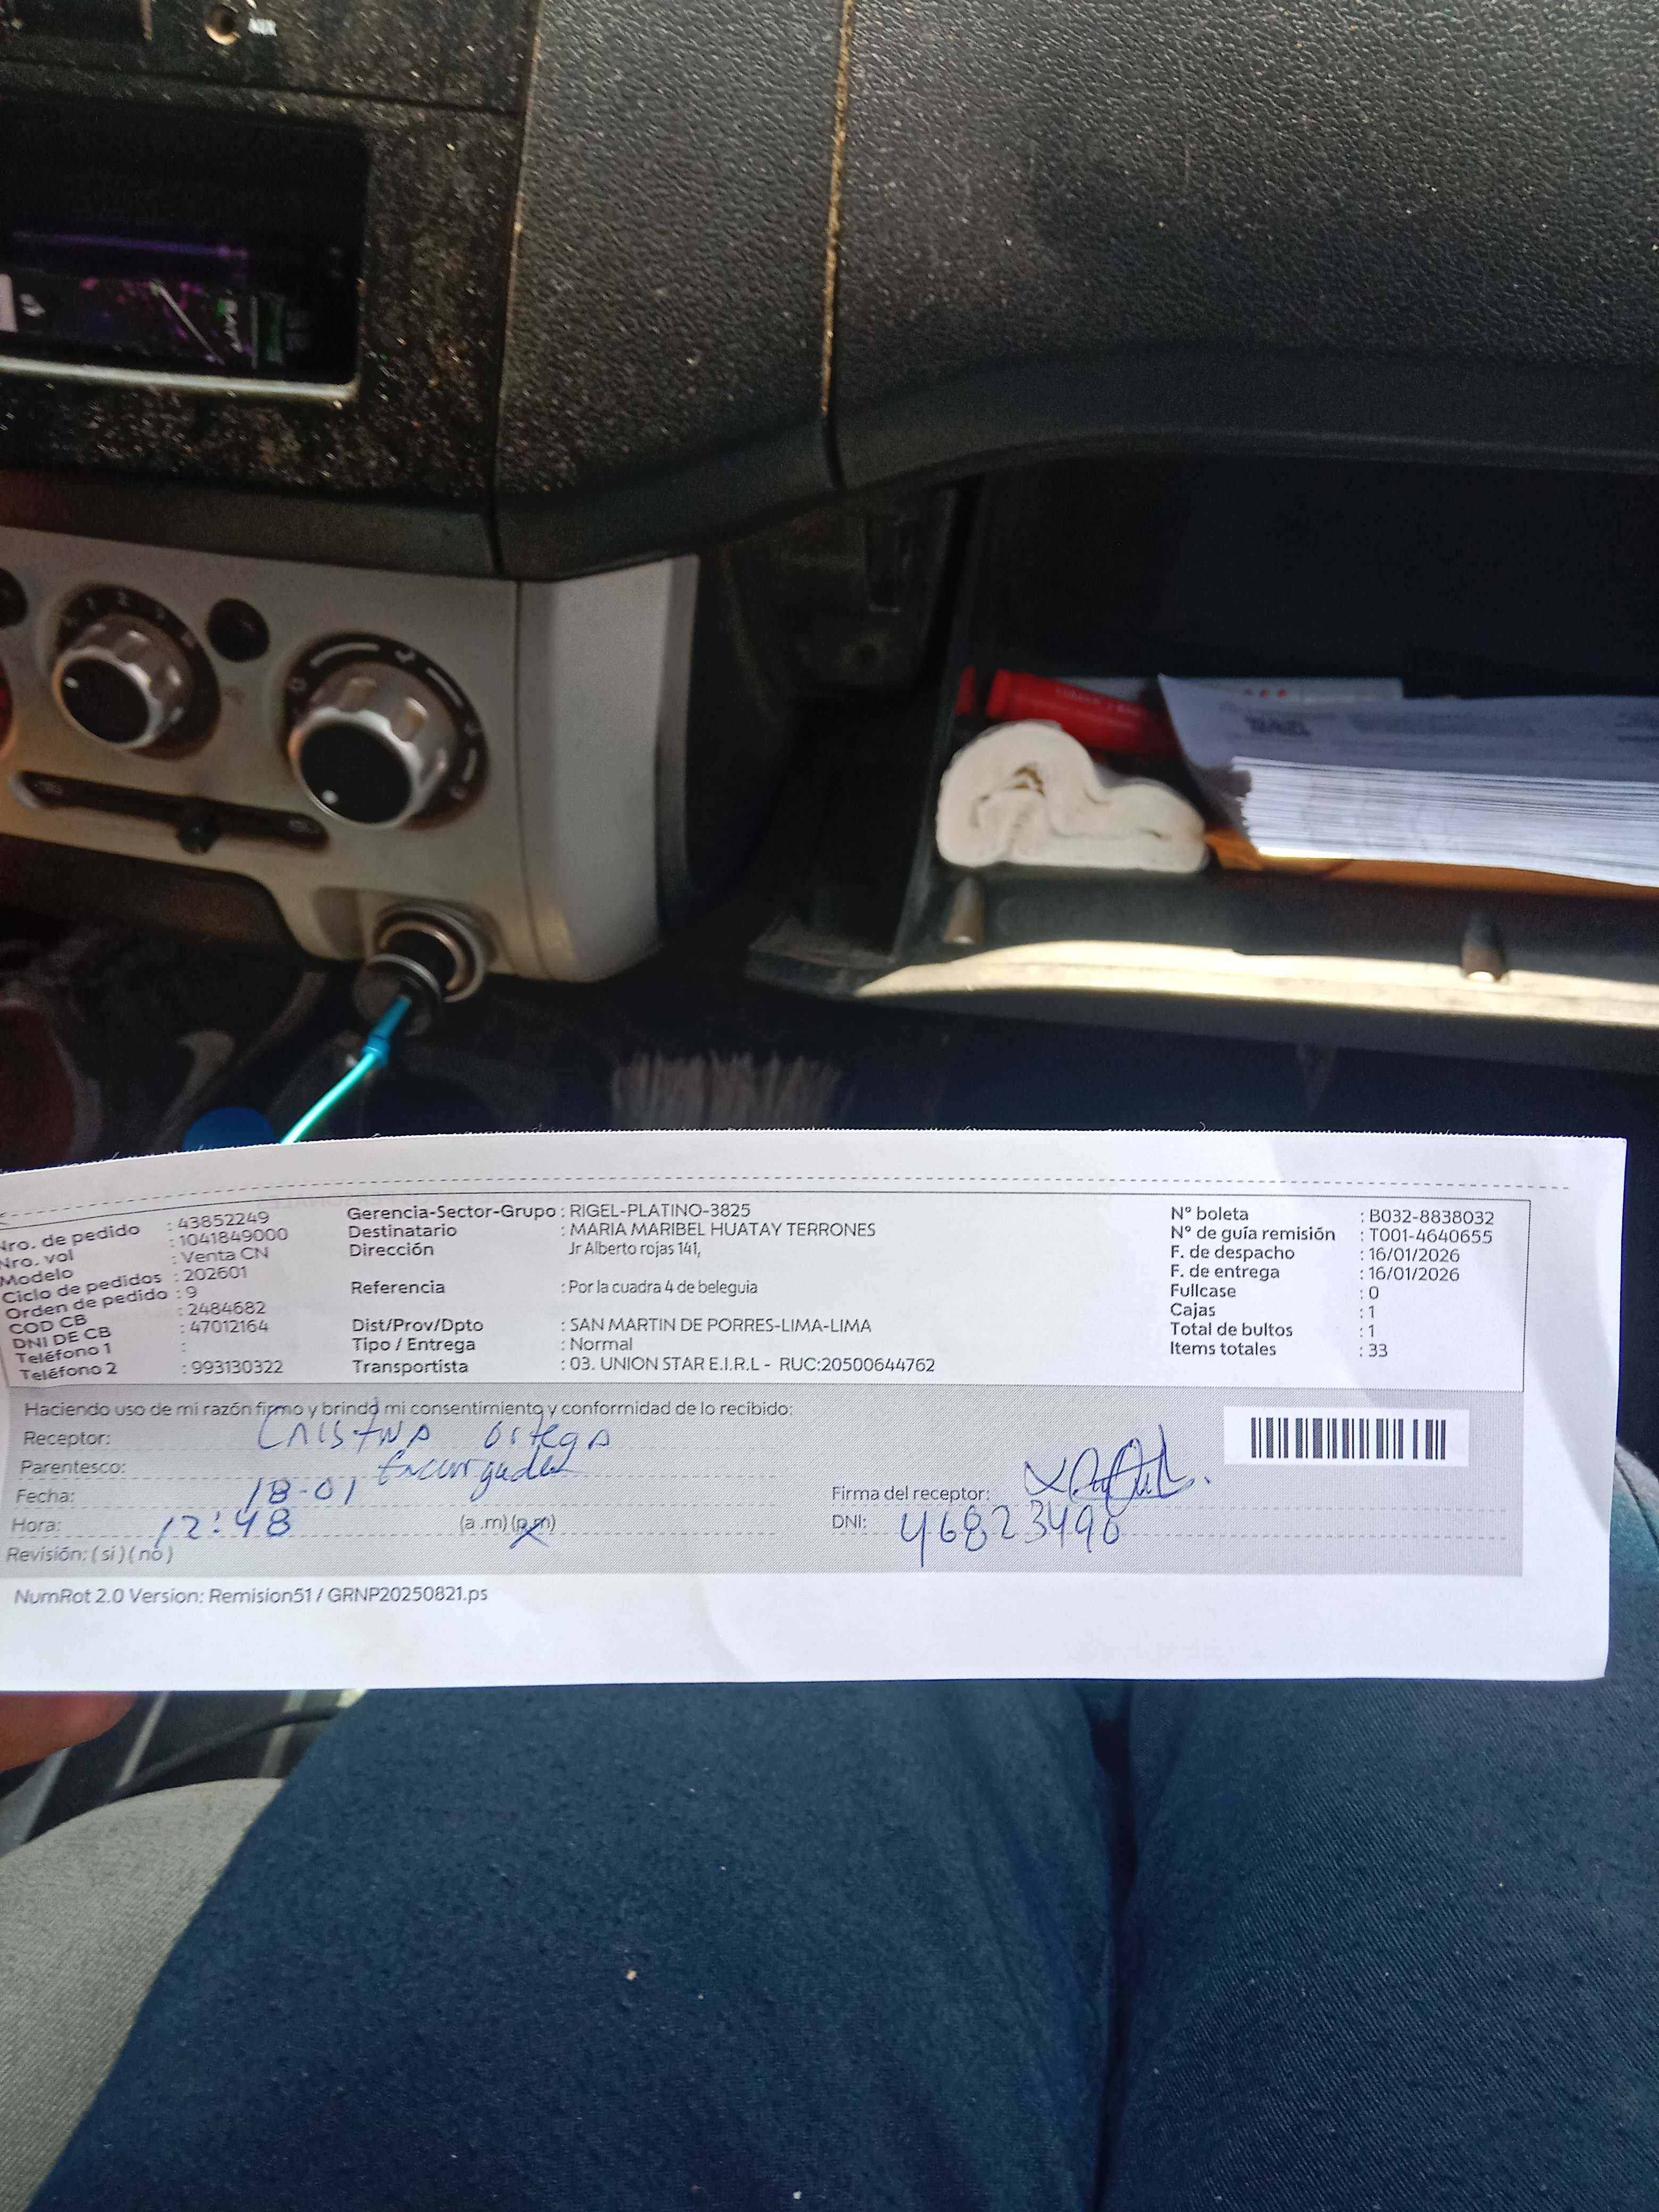 AUX
Nro. de pedido : 43852249
Nro. vol : 1041849000
Modelo : Venta CN
Ciclo de pedidos : 202601
Orden de pedido : 9
COD CB : 2484682
DNI DE CB : 47012164
Teléfono 1 :
Teléfono 2 : 993130322
Gerencia-Sector-Grupo : RIGEL-PLATINO-3825
Destinatario : MARIA MARIBEL HUATAY TERRONES
Dirección Jr Alberto rojas 141,
Referencia : Por la cuadra 4 de beleguia
Dist/Prov/Dpto : SAN MARTIN DE PORRES-LIMA-LIMA
Tipo / Entrega : Normal
Transportista : 03. UNION STAR E.I.R.L - RUC:20500644762
N° boleta : B032-8838032
N° de guía remisión : T001-4640655
F. de despacho : 16/01/2026
F. de entrega : 16/01/2026
Fullcase : 0
Cajas : 1
Total de bultos : 1
Items totales : 33
Haciendo uso de mi razón firmo y brindo mi consentimiento y conformidad de lo recibido:
Receptor: Cristina Ortega
Parentesco: Encargada
Fecha: 18-01
Hora: 12:48 (a .m) (p.m)
Revisión: ( si ) ( no )
Firma del receptor:
DNI: 46823490
NumRot 2.0 Version: Remision51 / GRNP20250821.ps